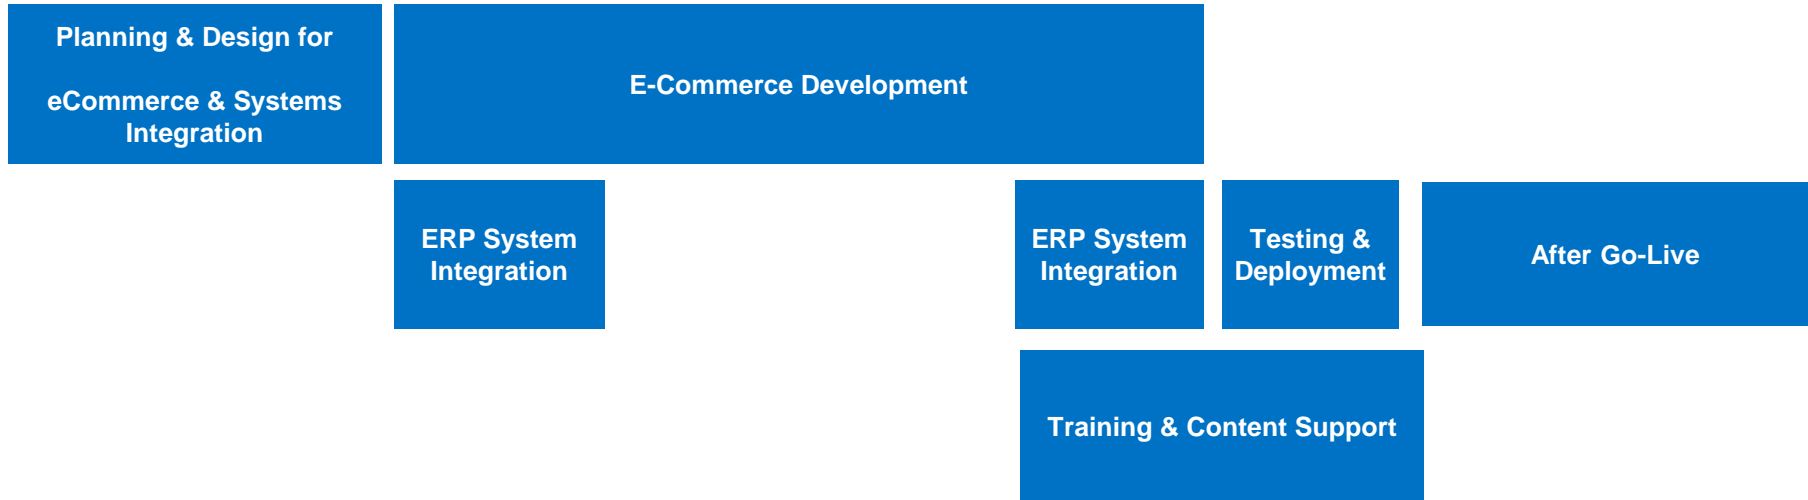 Planning & Design for
eCommerce & Systems
Integration
E-Commerce Development
ERP System
Integration
ERP System
Integration
Testing &
Deployment
After Go-Live
Training & Content Support